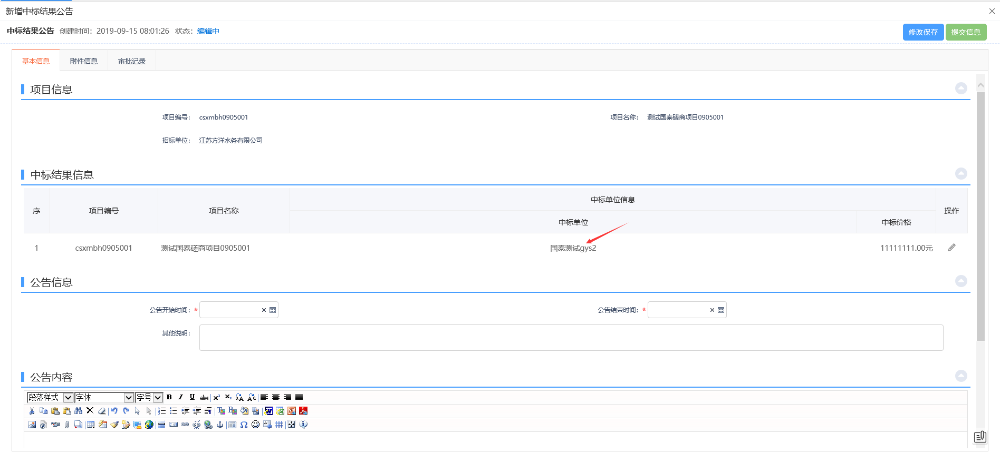 新增中标结果公告
中标结果公告 创建时间：2019-09-15 08:01:26 状态：编辑中
修改保存 提交信息
基本信息 附件信息 审批记录
项目信息
项目编号： csxmbh0905001 项目名称： 测试国泰磋商项目0905001
招标单位： 江苏方洋水务有限公司
中标结果信息
序 项目编号 项目名称 中标单位信息 操作
中标单位 中标价格
1 csxmbh0905001 测试国泰磋商项目0905001 国泰测试gys2 11111111.00元
公告信息
公告开始时间：* 公告结束时间：*
其他说明：
公告内容
段落样式 字体 字号